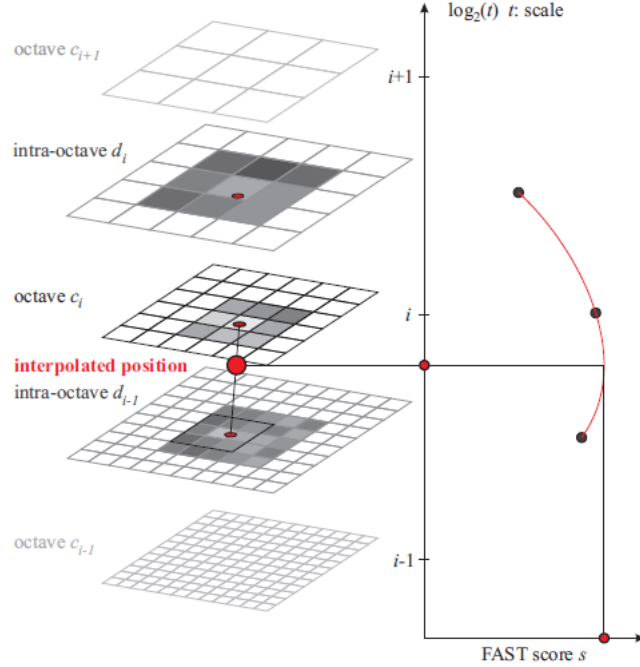 log₂(t) t: scale
octave cᵢ₊₁
i+1
intra-octave dᵢ
octave cᵢ
i
interpolated position
intra-octave dᵢ₋₁
octave cᵢ₋₁
i-1
FAST score s